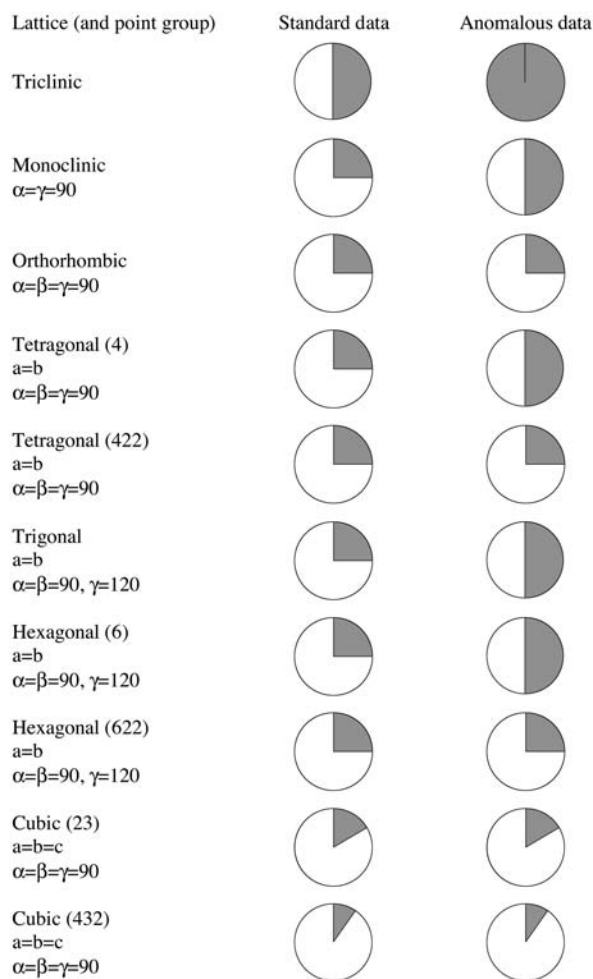 Lattice (and point group) Standard data Anomalous data
Triclinic
Monoclinic
α=γ=90
Orthorhombic
α=β=γ=90
Tetragonal (4)
a=b
α=β=γ=90
Tetragonal (422)
a=b
α=β=γ=90
Trigonal
a=b
α=β=90, γ=120
Hexagonal (6)
a=b
α=β=90, γ=120
Hexagonal (622)
a=b
α=β=90, γ=120
Cubic (23)
a=b=c
α=β=γ=90
Cubic (432)
a=b=c
α=β=γ=90